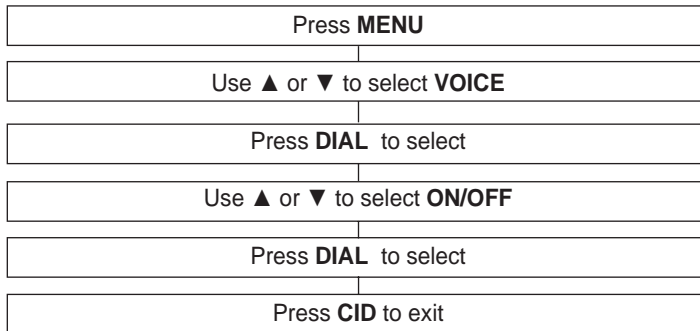 Press MENU
Use ▲ or ▼ to select VOICE
Press DIAL to select
Use ▲ or ▼ to select ON/OFF
Press DIAL to select
Press CID to exit